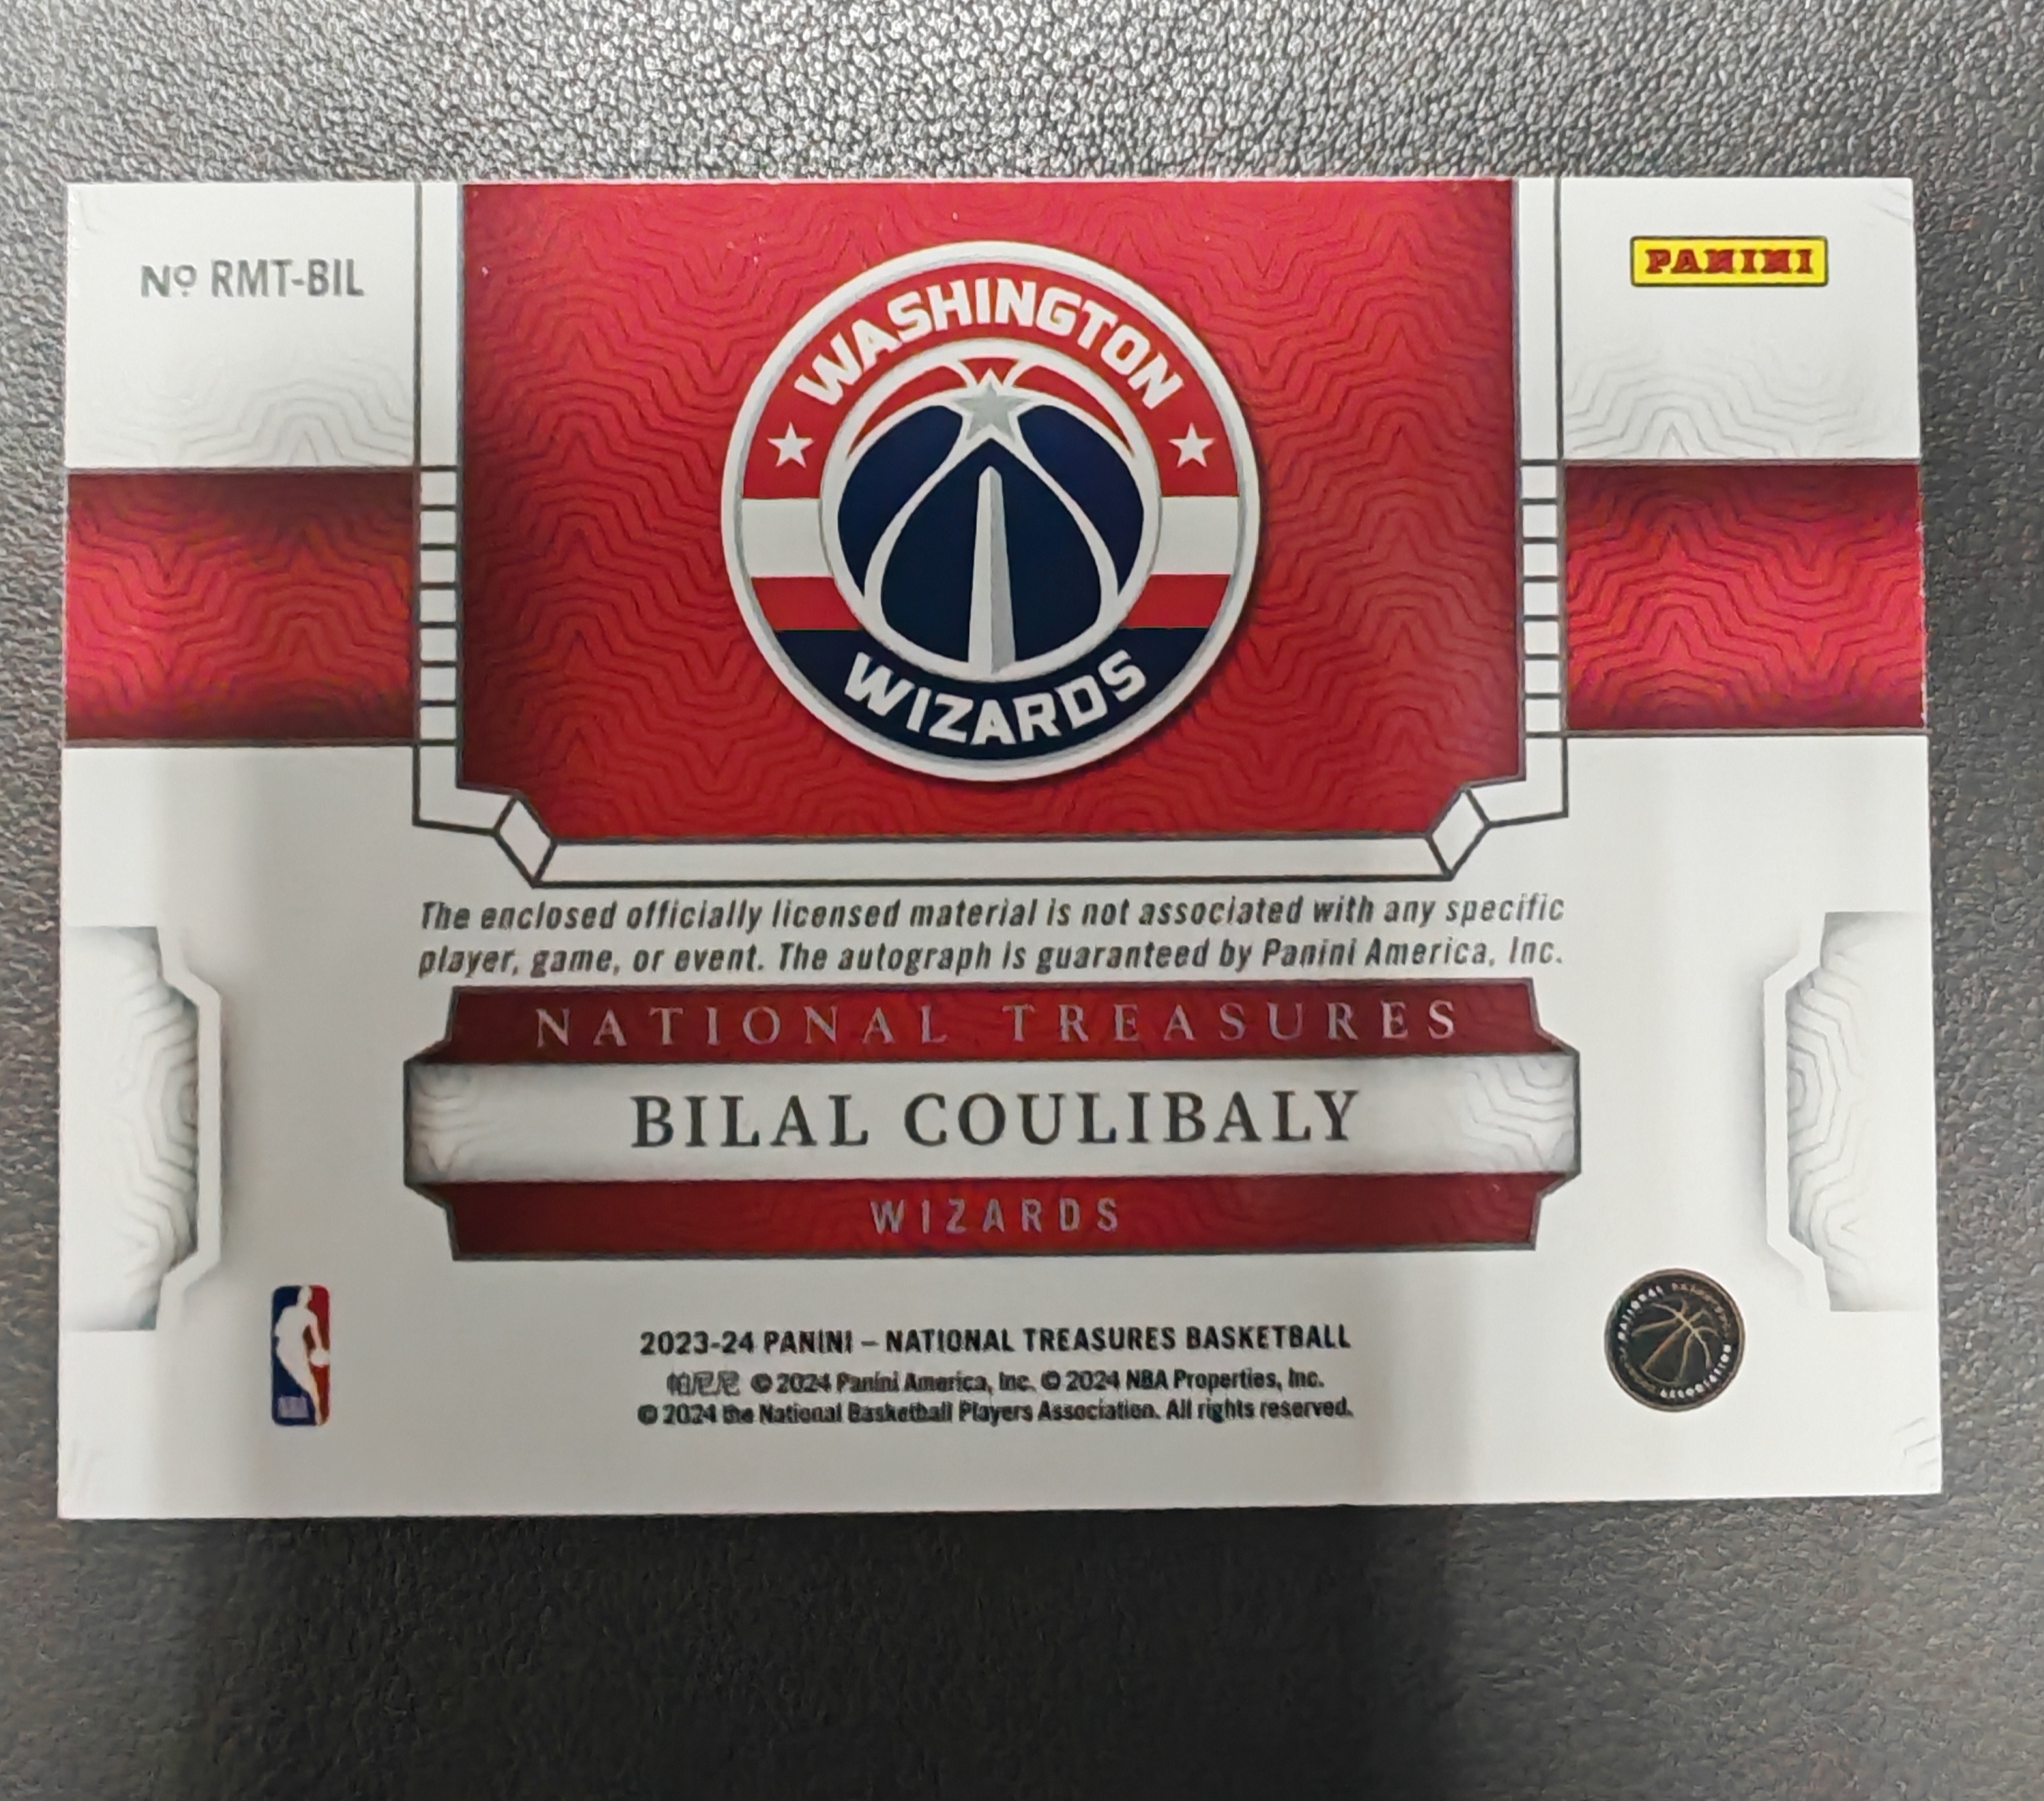 Nº RMT-BIL
PANINI
WASHINGTON
WIZARDS
The enclosed officially licensed material is not associated with any specific
player, game, or event. The autograph is guaranteed by Panini America, Inc.
NATIONAL TREASURES
BILAL COULIBALY
WIZARDS
2023-24 PANINI – NATIONAL TREASURES BASKETBALL
帕尼尼 © 2024 Panini America, Inc. © 2024 NBA Properties, Inc.
© 2024 the National Basketball Players Association. All rights reserved.
NATIONAL
ASSOCIATION